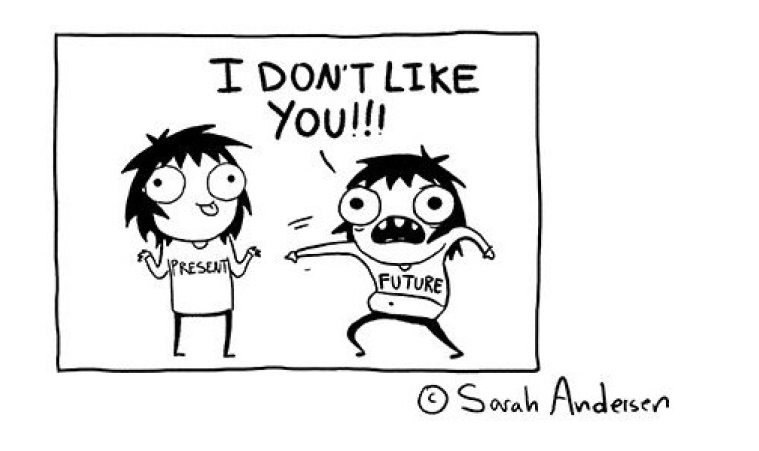 I DON'T LIKE
YOU!!!
PRESENT
FUTURE
© Sarah Andersen